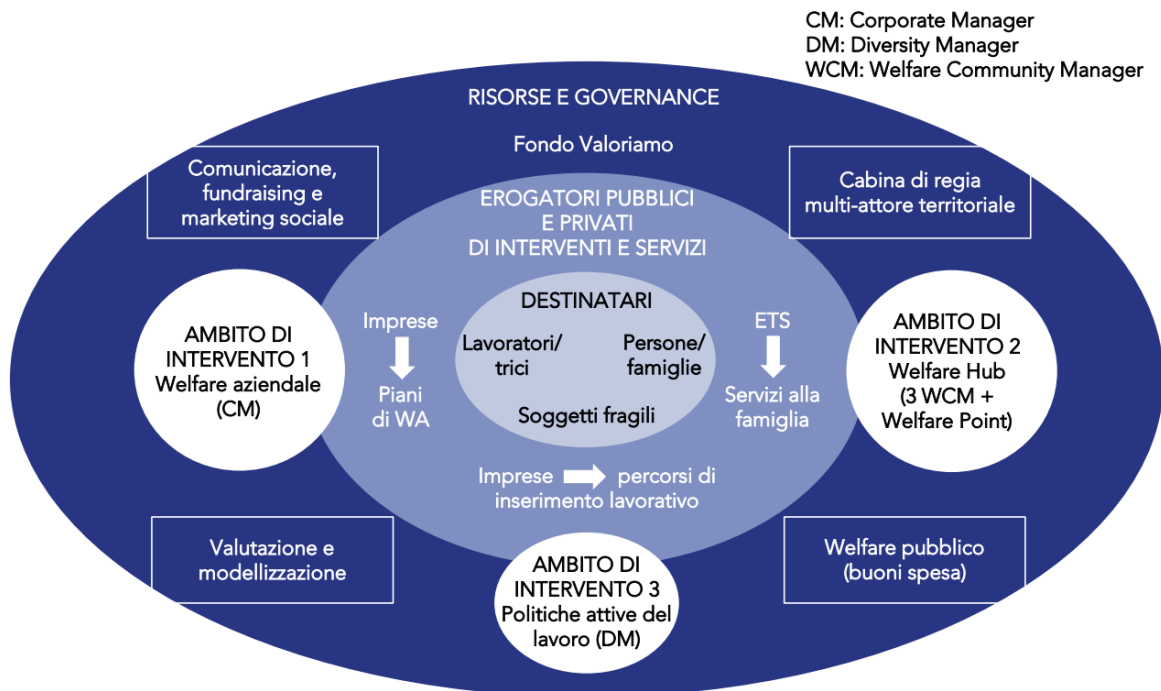 CM: Corporate Manager
DM: Diversity Manager
WCM: Welfare Community Manager
RISORSE E GOVERNANCE
Fondo Valoriamo
Comunicazione,
fundraising e
marketing sociale
Cabina di regia
multi-attore territoriale
EROGATORI PUBBLICI
E PRIVATI
DI INTERVENTI E SERVIZI
DESTINATARI
Lavoratori/
trici
Persone/
famiglie
Soggetti fragili
AMBITO DI
INTERVENTO 1
Welfare aziendale
(CM)
Imprese
Piani
di WA
ETS
Servizi alla
famiglia
AMBITO DI
INTERVENTO 2
Welfare Hub
(3 WCM +
Welfare Point)
Imprese percorsi di
inserimento lavorativo
Valutazione e
modellizzazione
AMBITO DI
INTERVENTO 3
Politiche attive del
lavoro (DM)
Welfare pubblico
(buoni spesa)